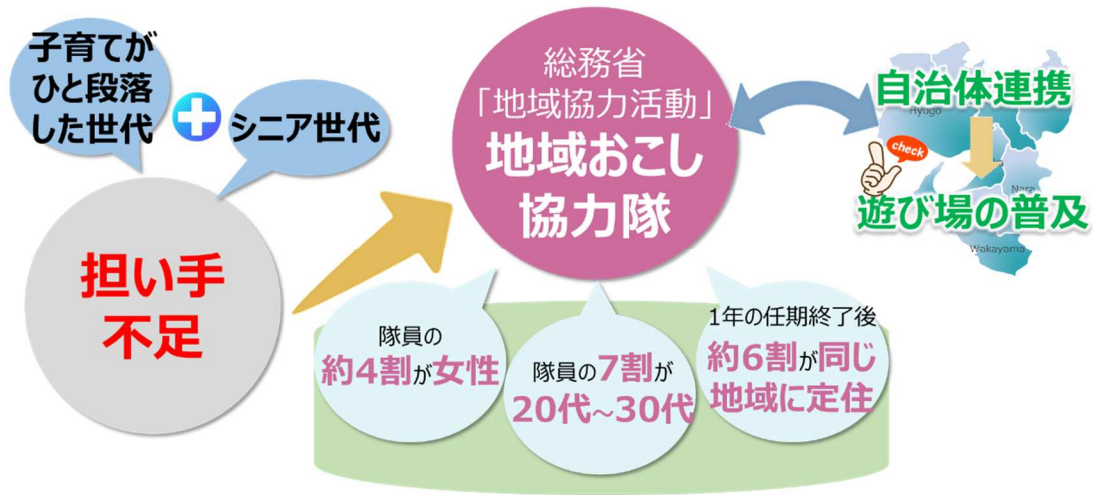 子育てが
ひと段落
した世代
シニア世代
担い手
不足
総務省
「地域協力活動」
地域おこし
協力隊
隊員の
約4割が女性
隊員の7割が
20代~30代
1年の任期終了後
約6割が同じ
地域に定住
自治体連携
Hyogo
check
Nara
遊び場の普及
Wakayama